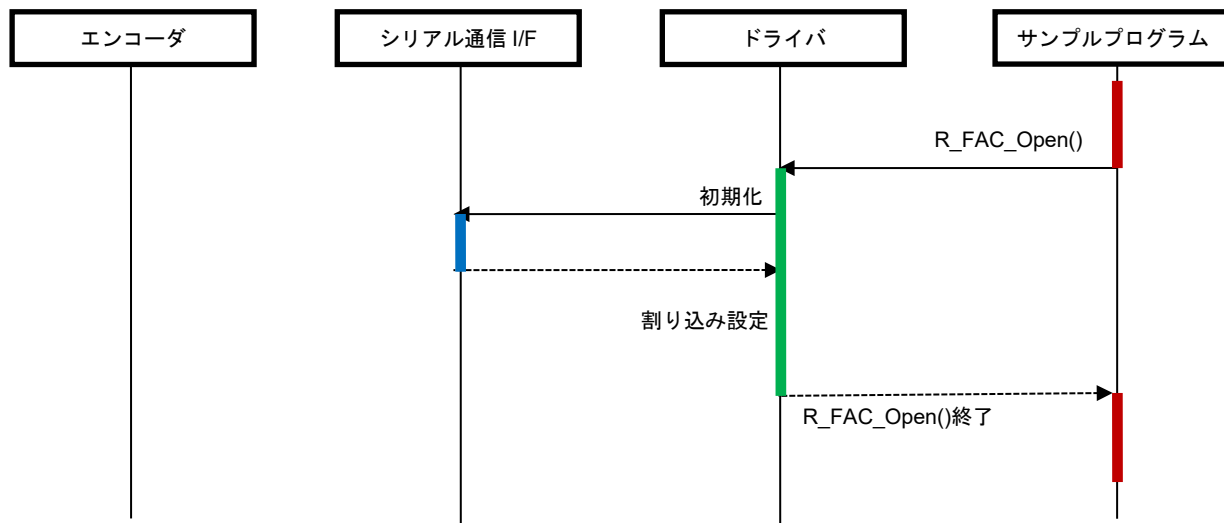 エンコーダ
シリアル通信 I/F
ドライバ
サンプルプログラム
R_FAC_Open()
初期化
割り込み設定
R_FAC_Open()終了